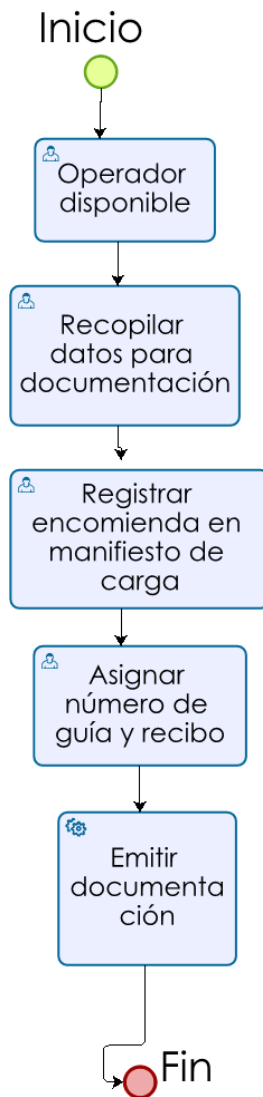 Inicio
Operador
disponible
Recopilar
datos para
documentación
Registrar
encomienda en
manifiesto de
carga
Asignar
número de
guía y recibo
Emitir
documenta
ción
Fin